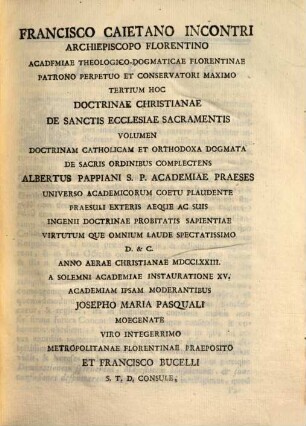 FRANCISCO CAIETANO INCONTRI
ARCHIEPISCOPO FLORENTINO
ACADEMIAE THEOLOGICO-DOGMATICAE FLORENTINAE
PATRONO PERPETUO ET CONSERVATORI MAXIMO
TERTIUM HOC
DOCTRINAE CHRISTIANAE
DE SANCTIS ECCLESIAE SACRAMENTIS
VOLUMEN
DOCTRINAM CATHOLICAM ET ORTHODOXA DOGMATA
DE SACRIS ORDINIBUS COMPLECTENS
ALBERTUS PAPPIANI S. P. ACADEMIAE PRAESES
UNIVERSO ACADEMICORUM COETU PLAUDENTE
PRAESULI EXTERIS AEQUE AC SUIS
INGENII DOCTRINAE PROBITATIS SAPIENTIAE
VIRTUTUM QUE OMNIUM LAUDE SPECTATISSIMO
D. & C.
ANNO AERAE CHRISTIANAE MDCCLXXIII.
A SOLEMNI ACADEMIAE INSTAURATIONE XV.
ACADEMIAM IPSAM MODERANTIBUS
JOSEPHO MARIA PASQUALI
MOECENATE
VIRO INTEGERRIMO
METROPOLITANAE FLORENTINAE PRAEPOSITO
ET FRANCISCO BUCELLI
S. T. D. CONSULE,